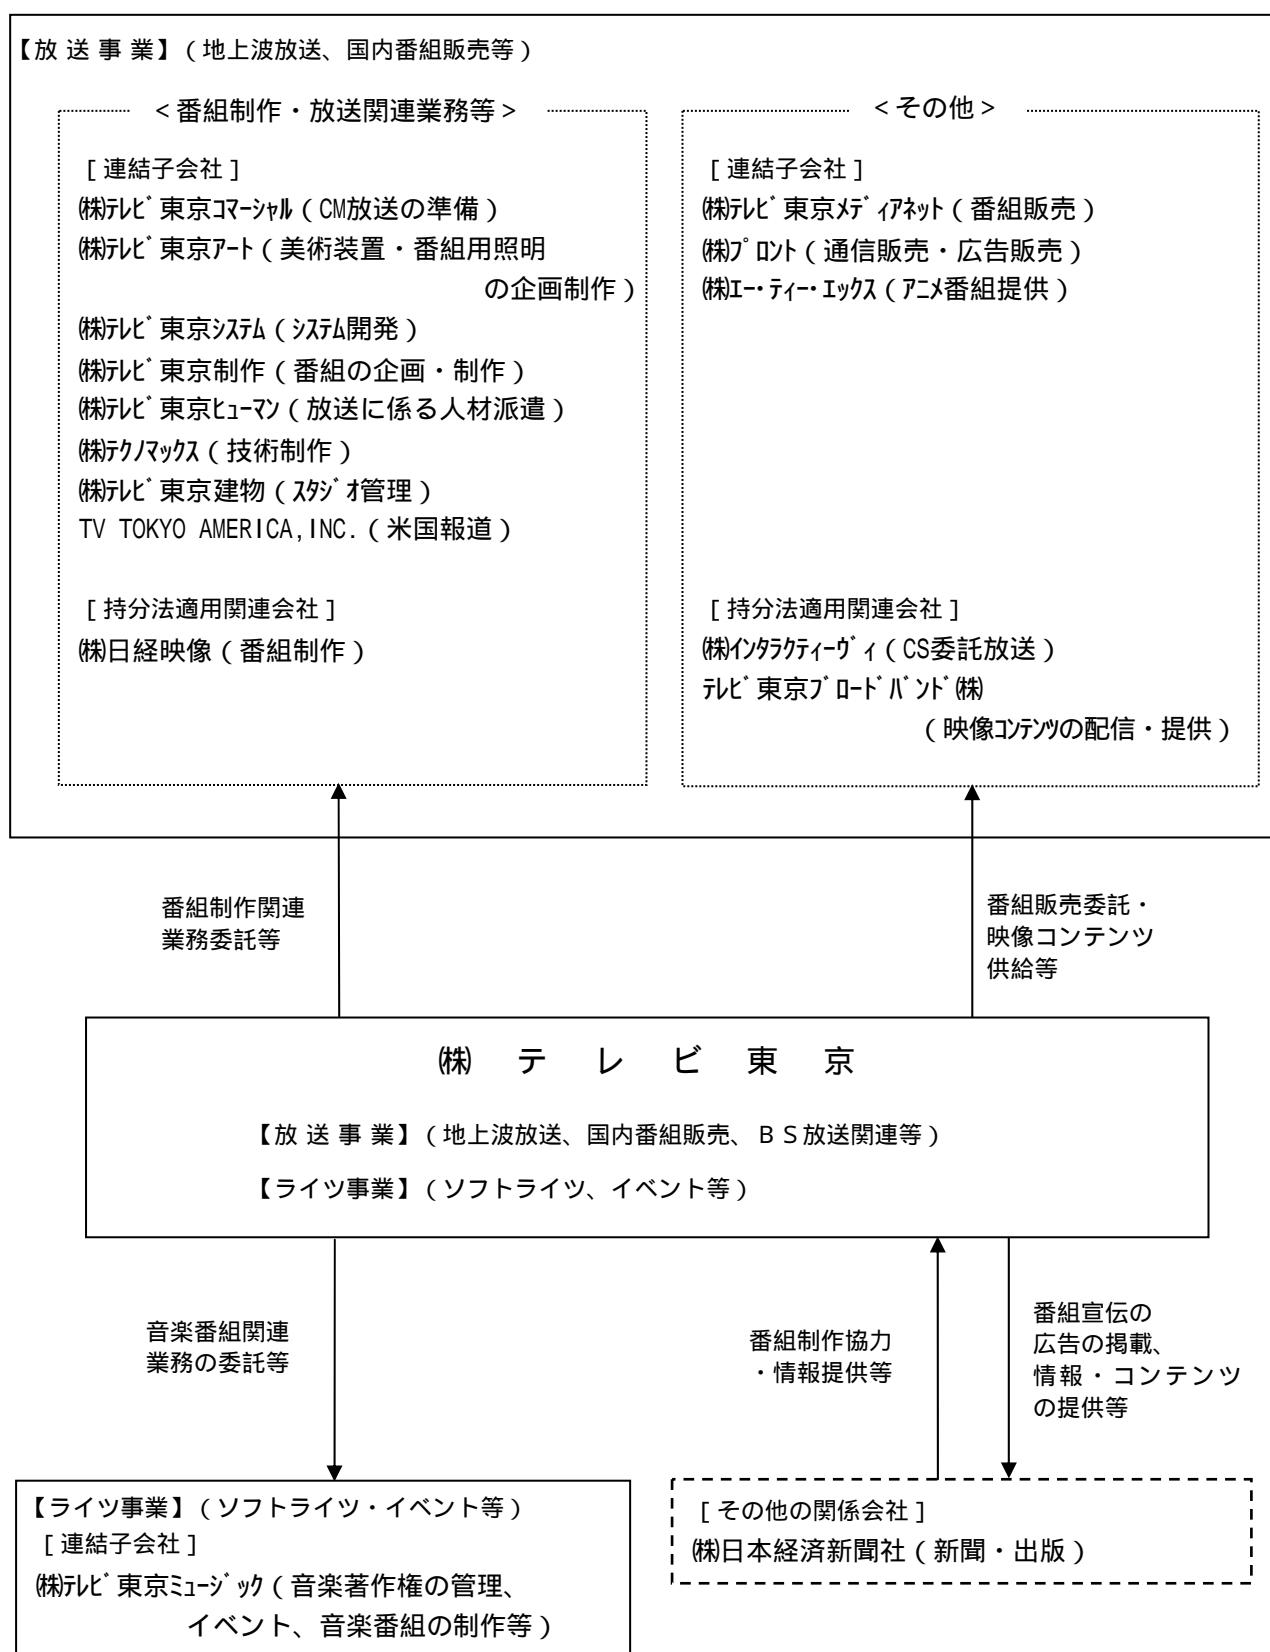 【放 送 事 業】(地上波放送、国内番組販売等)
<番組制作・放送関連業務等>
[連結子会社]
㈱ﾃﾚﾋﾞ東京ｺﾏｰｼｬﾙ(CM放送の準備)
㈱ﾃﾚﾋﾞ東京ｱｰﾄ(美術装置・番組用照明
の企画制作)
㈱ﾃﾚﾋﾞ東京ｼｽﾃﾑ(ｼｽﾃﾑ開発)
㈱ﾃﾚﾋﾞ東京制作(番組の企画・制作)
㈱ﾃﾚﾋﾞ東京ﾋｭｰﾏﾝ(放送に係る人材派遣)
㈱ﾃｸﾉﾏｯｸｽ(技術制作)
㈱ﾃﾚﾋﾞ東京建物(ｽﾀｼﾞｵ管理)
TV TOKYO AMERICA,INC.(米国報道)
[持分法適用関連会社]
㈱日経映像(番組制作)
<その他>
[連結子会社]
㈱ﾃﾚﾋﾞ東京ﾒﾃﾞｨｱﾈｯﾄ(番組販売)
㈱ﾌﾟﾛﾝﾄ(通信販売・広告販売)
㈱ｴｰ･ﾃｨｰ･ｴｯｸｽ(ｱﾆﾒ番組提供)
[持分法適用関連会社]
㈱ｲﾝﾀﾗｸﾃｨｰｳﾞｨ(CS委託放送)
ﾃﾚﾋﾞ東京ﾌﾞﾛｰﾄﾞﾊﾞﾝﾄﾞ㈱
(映像ｺﾝﾃﾝﾂの配信・提供)
番組制作関連
業務委託等
番組販売委託・
映像コンテンツ
供給等
㈱ テ レ ビ 東 京
【放 送 事 業】(地上波放送、国内番組販売、ＢＳ放送関連等)
【ライツ事業】(ソフトライツ、イベント等)
音楽番組関連
業務の委託等
番組制作協力
・情報提供等
番組宣伝の
広告の掲載、
情報・コンテンツ
の提供等
【ライツ事業】(ソフトライツ・イベント等)
[連結子会社]
㈱ﾃﾚﾋﾞ東京ﾐｭｰｼﾞｯｸ(音楽著作権の管理、
イベント、音楽番組の制作等)
[その他の関係会社]
㈱日本経済新聞社(新聞・出版)